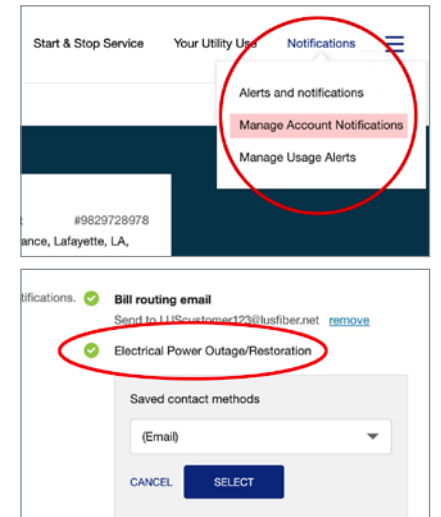 Start & Stop Service Your Utility Use Notifications
Alerts and notifications
Manage Account Notifications
Manage Usage Alerts
#9829728978
ance, Lafayette, LA,
tifications. Bill routing email
Send to LUScustomer123@lusfiber.net remove
Electrical Power Outage/Restoration
Saved contact methods
(Email)
CANCEL SELECT